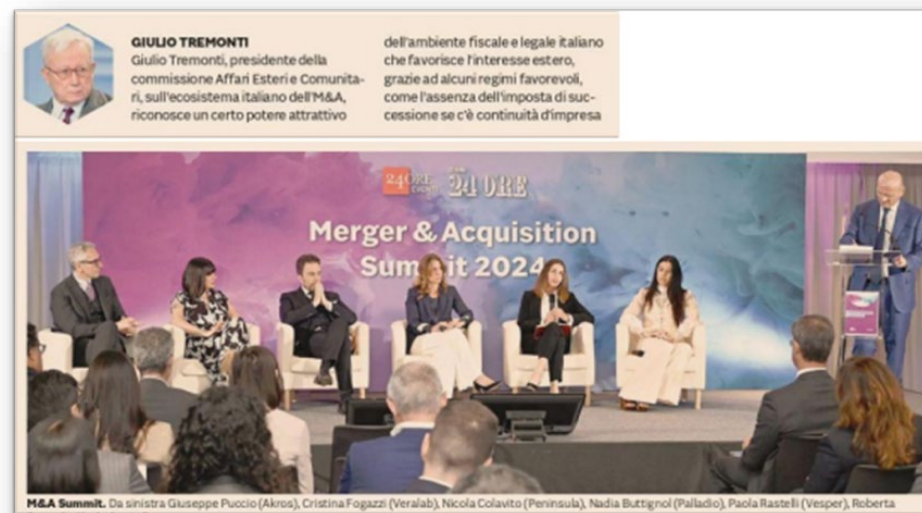 GIULIO TREMONTI
Giulio Tremonti, presidente della
commissione Affari Esteri e Comunita-
ri, sull'ecosistema italiano dell'M&A,
riconosce un certo potere attrattivo
dell'ambiente fiscale e legale italiano
che favorisce l'interesse estero,
grazie ad alcuni regimi favorevoli,
come l'assenza dell'imposta di suc-
cessione se c'è continuità d'impresa
24ORE
EVENTI
24 ORE
Merger & Acquisition
Summit 2024
M&A Summit. Da sinistra Giuseppe Puccio (Akros), Cristina Fogazzi (Veralab), Nicola Colavito (Peninsula), Nadia Buttignol (Palladio), Paola Rastelli (Vesper), Roberta